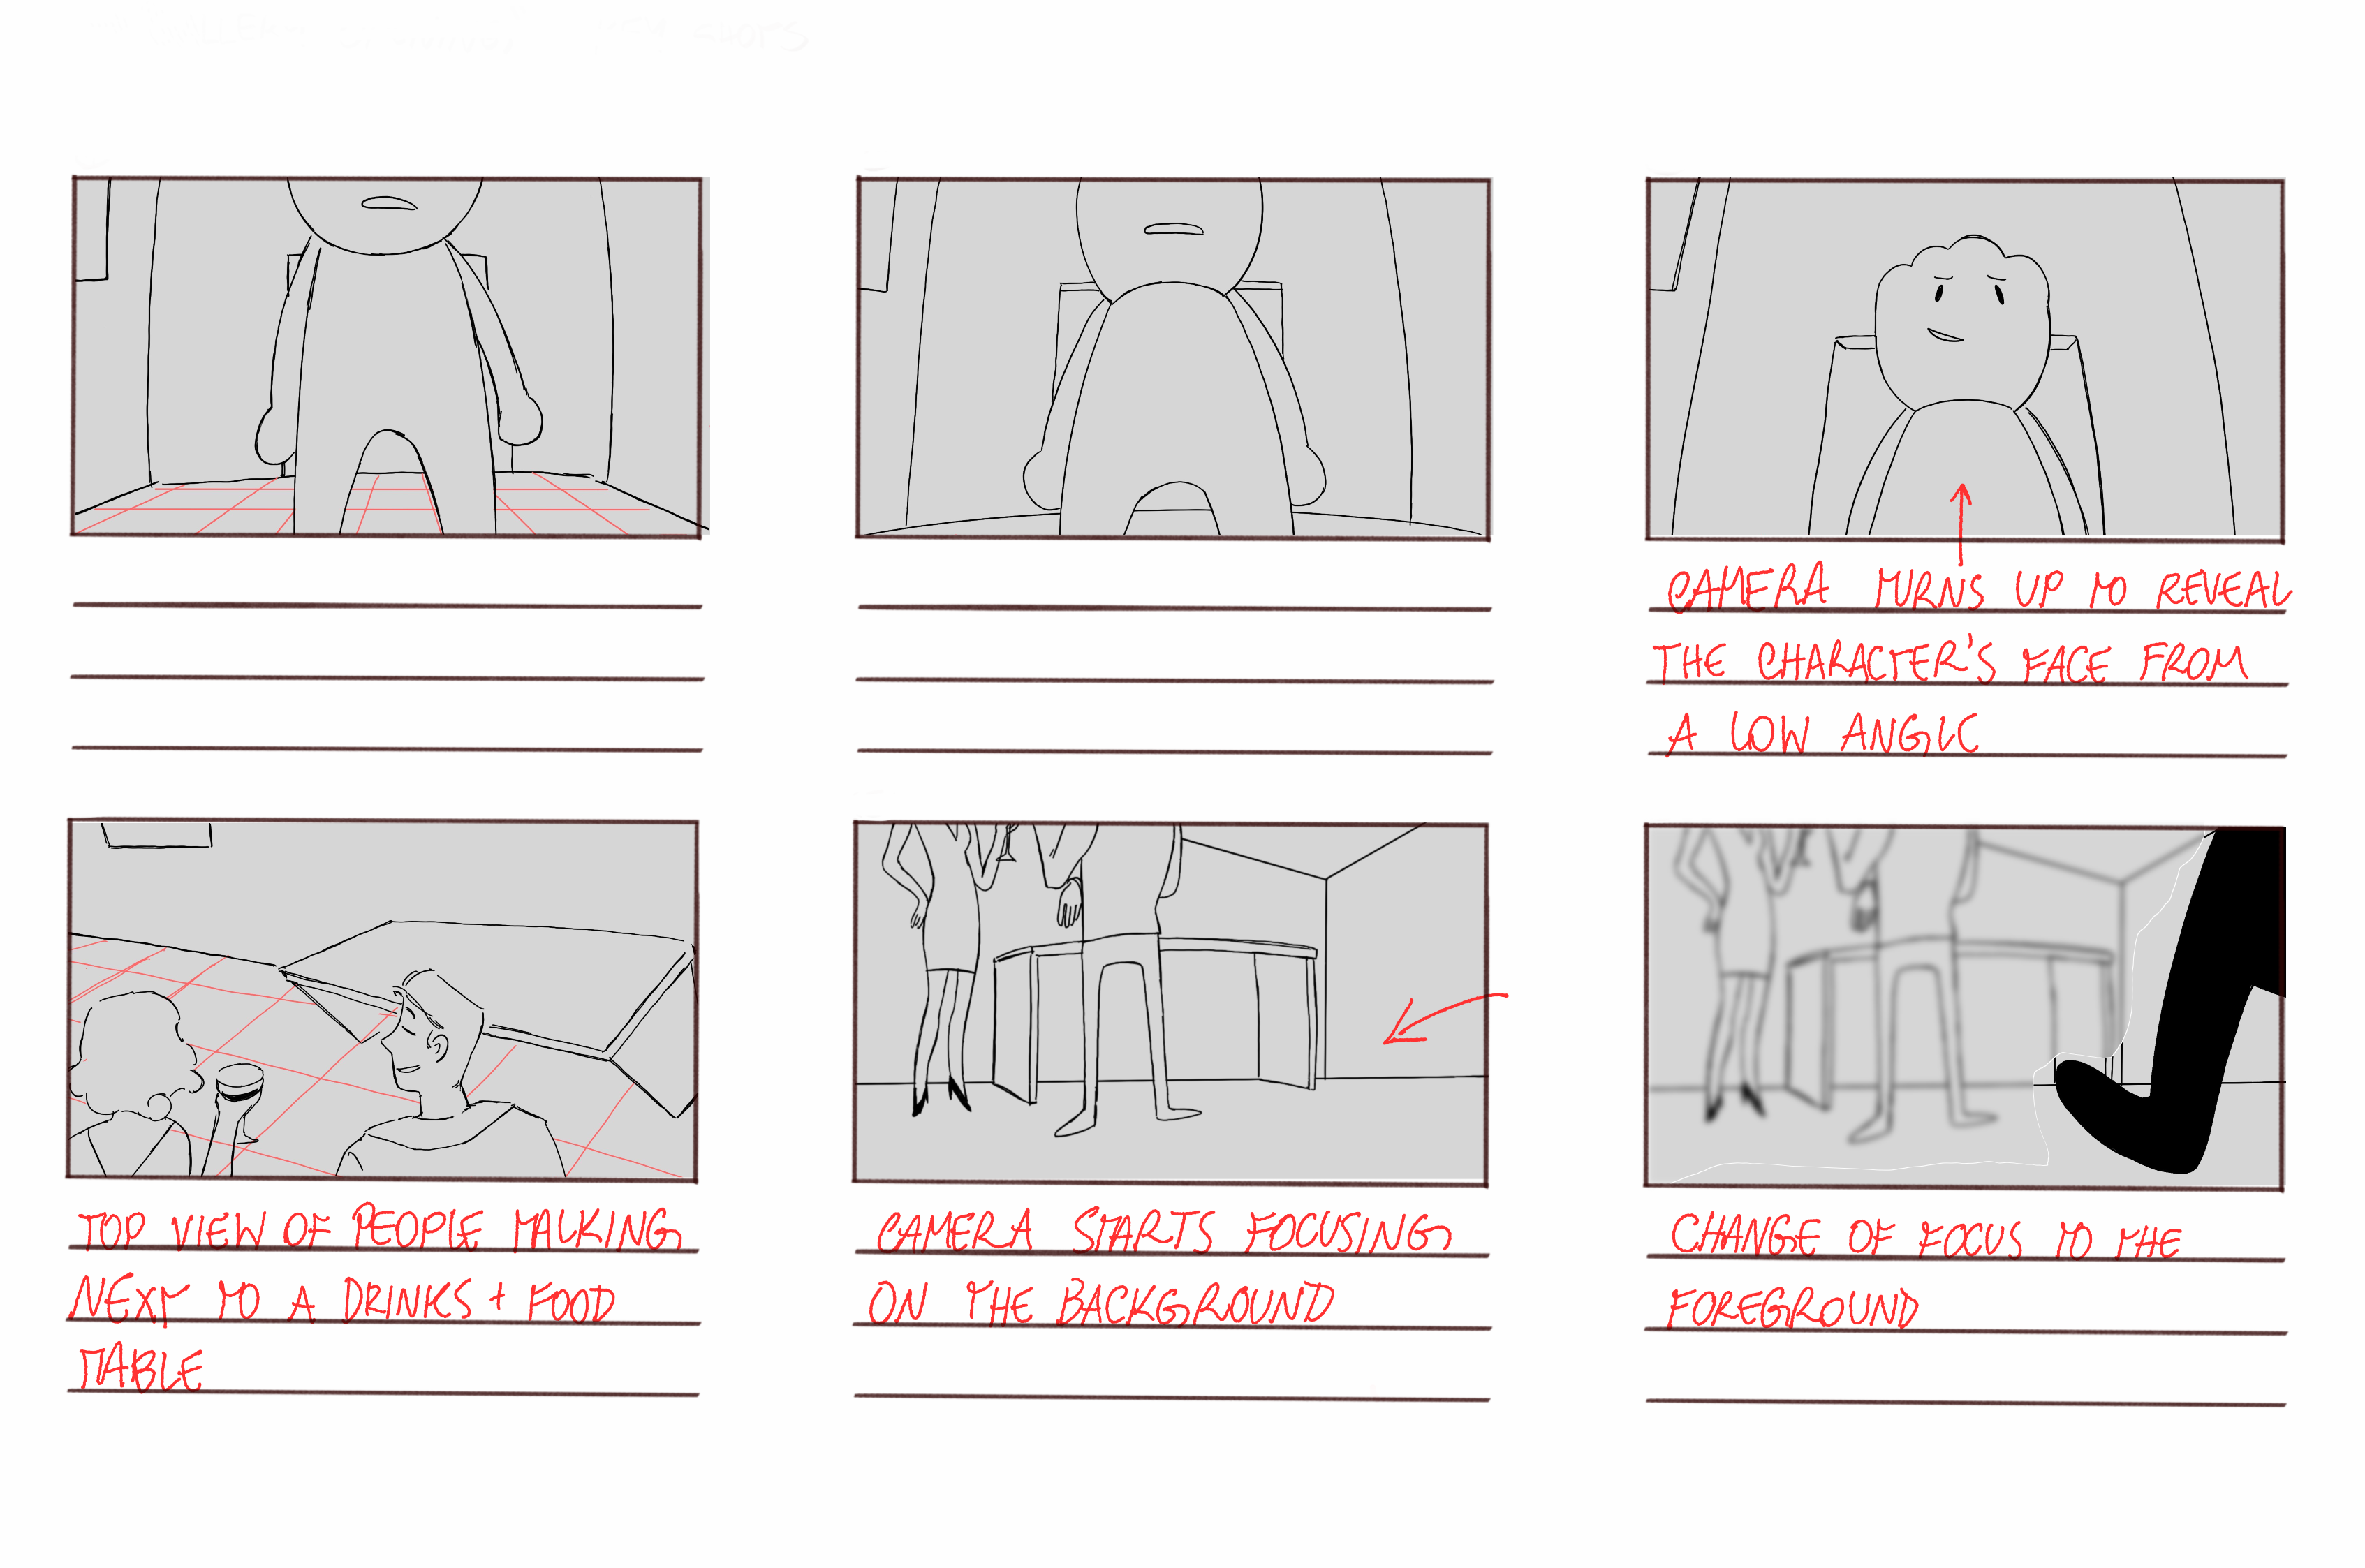 SHOTS
CAMERA TURNS UP TO REVEAL
THE CHARACTER'S FACE FROM
A LOW ANGLE
TOP VIEW OF PEOPLE TALKING
NEXT TO A DRINKS + FOOD
TABLE
CAMERA STARTS FOCUSING
ON THE BACKGROUND
CHANGE OF FOCUS TO THE
FOREGROUND